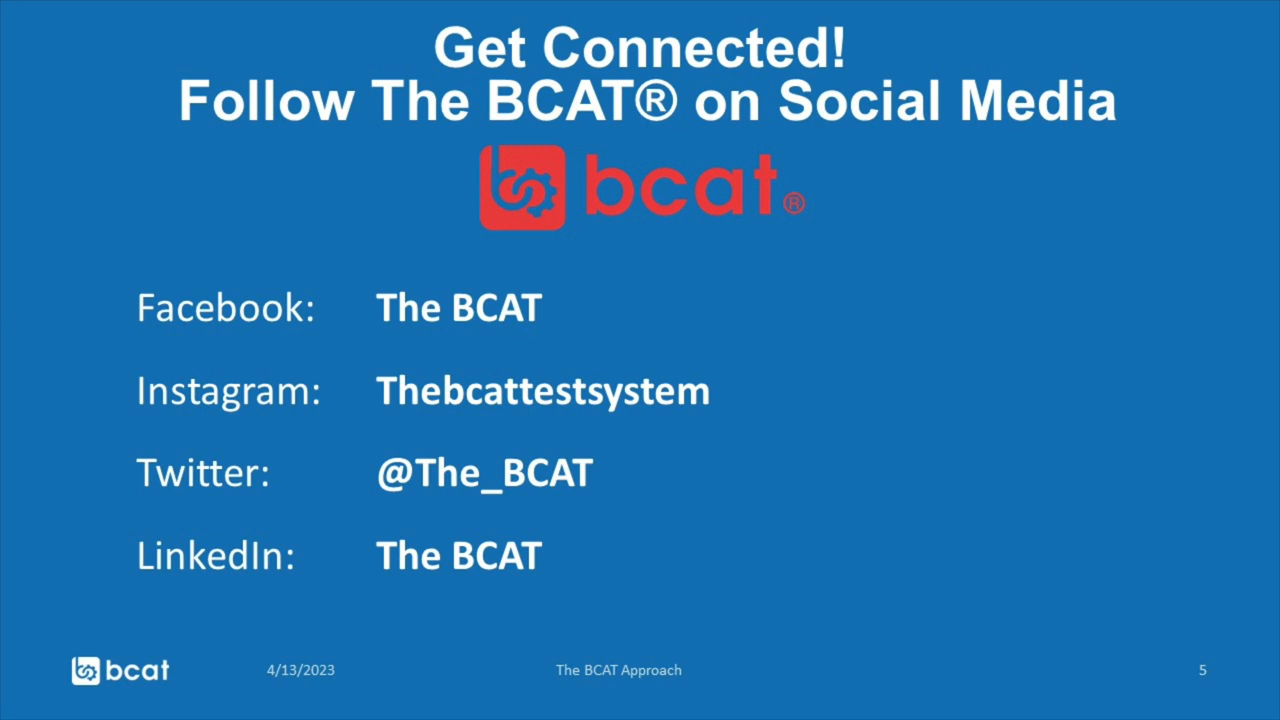 Get Connected!
Follow The BCAT® on Social Media
bcat®
Facebook: The BCAT
Instagram: Thebcattestsystem
Twitter: @The_BCAT
LinkedIn: The BCAT
bcat 4/13/2023 The BCAT Approach 5